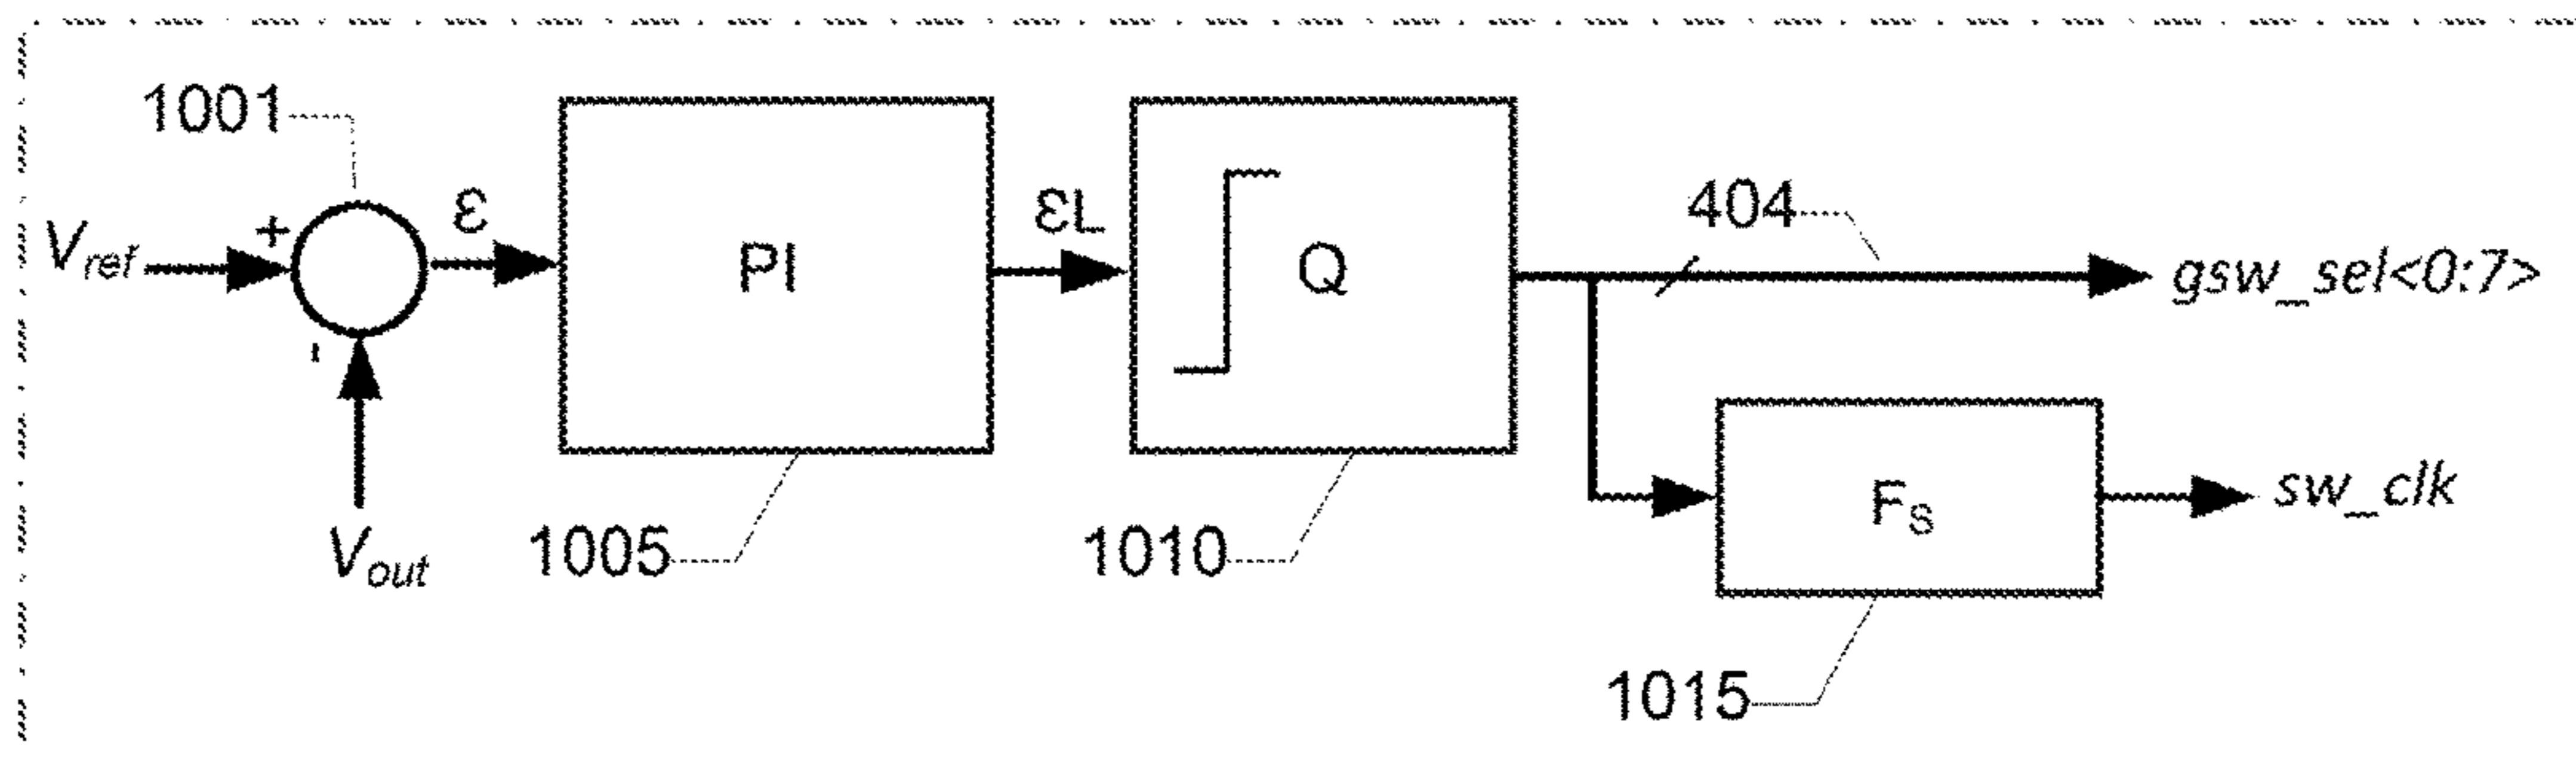 1001
V_ref
+
-
V_out
ε
PI
1005
εL
Q
1010
404
gsw_sel<0:7>
F_S
1015
sw_clk